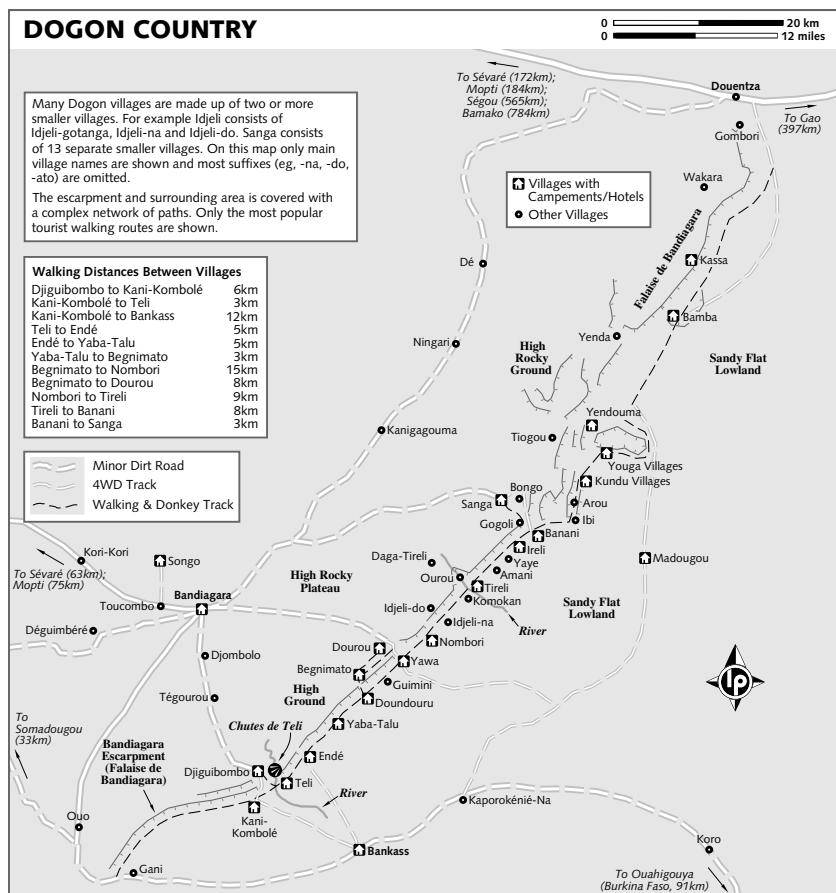 DOGON COUNTRY
0 20 km
0 12 miles
To Sévaré (172km);
Mopti (184km);
Ségou (565km);
Bamako (784km)
Douentza
To Gao
(397km)
Gombori
Many Dogon villages are made up of two or more
smaller villages. For example Idjeli consists of
Idjeli-gotanga, Idjeli-na and Idjeli-do. Sanga consists
of 13 separate smaller villages. On this map only main
village names are shown and most suffixes (eg, -na, -do,
-ato) are omitted.
The escarpment and surrounding area is covered with
a complex network of paths. Only the most popular
tourist walking routes are shown.
Villages with
Campements/Hotels
Other Villages
Wakara
Falaise de Bandiagara
Kassa
Dé
Bamba
Walking Distances Between Villages
Djiguibombo to Kani-Kombolé 6km
Kani-Kombolé to Teli 3km
Kani-Kombolé to Bankass 12km
Teli to Endé 5km
Endé to Yaba-Talu 5km
Yaba-Talu to Begnimato 3km
Begnimato to Nombori 15km
Begnimato to Dourou 8km
Nombori to Tireli 9km
Tireli to Banani 8km
Banani to Sanga 3km
Yenda
Ningari
High
Rocky
Ground
Sandy Flat
Lowland
Yendouma
Kanigagouma
Tiogou
Youga Villages
Minor Dirt Road
4WD Track
Walking & Donkey Track
Kundu Villages
Bongo
Sanga
Arou
Gogoli
Ibi
Banani
Kori-Kori
Songo
Ireli
Daga-Tireli
Yaye
Madougou
To Sévaré (63km);
Mopti (75km)
High Rocky
Plateau
Amani
Ourou
Tireli
Bandiagara
Toucombo
Komokan
Sandy Flat
Lowland
Idjeli-do
Idjeli-na
River
Déguimbéré
Nombori
Dourou
Djombolo
Yawa
Begnimato
Guimini
High
Ground
Tégourou
Doundouru
lp
To
Somadougou
(33km)
Chutes de Teli
Yaba-Talu
Bandiagara
Escarpment
(Falaise de
Bandiagara)
Endé
Djiguibombo
Teli
River
Kani-
Kombolé
Kaporokénié-Na
Ouo
Bankass
Koro
Gani
To Ouahigouya
(Burkina Faso, 91km)